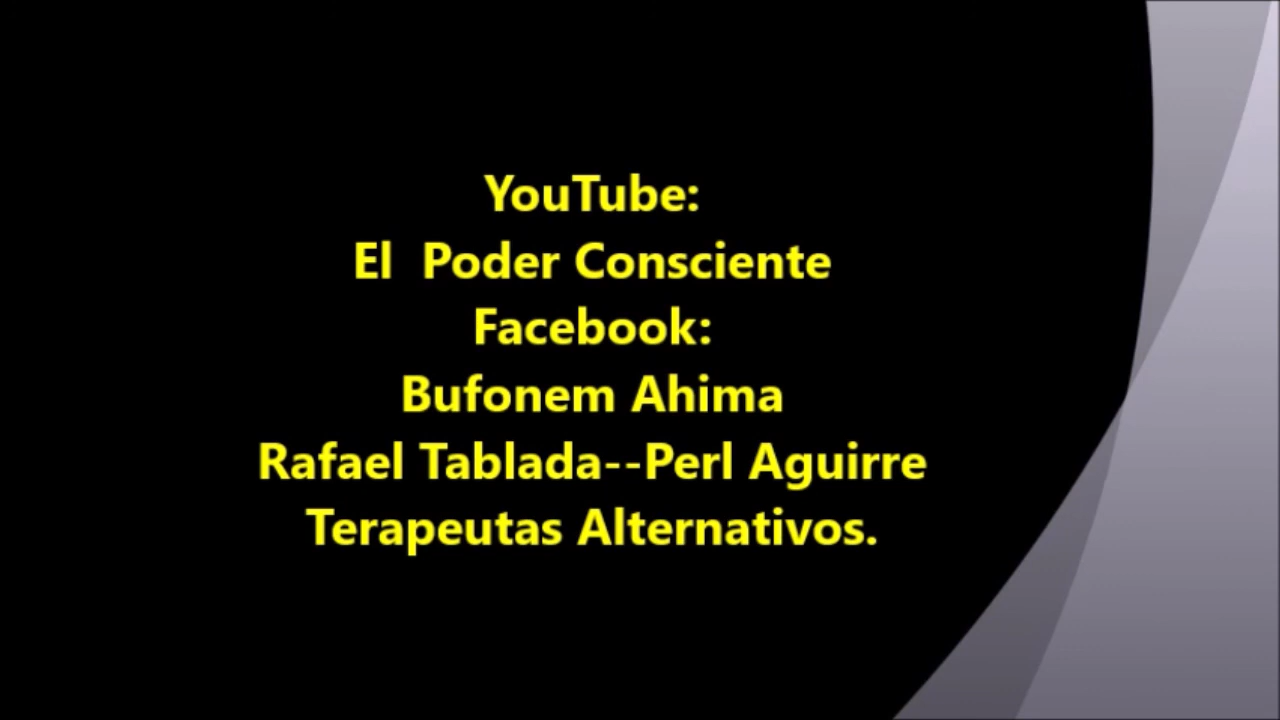 YouTube:
El  Poder Consciente
Facebook:
Bufonem Ahima
Rafael Tablada--Perl Aguirre
Terapeutas Alternativos.